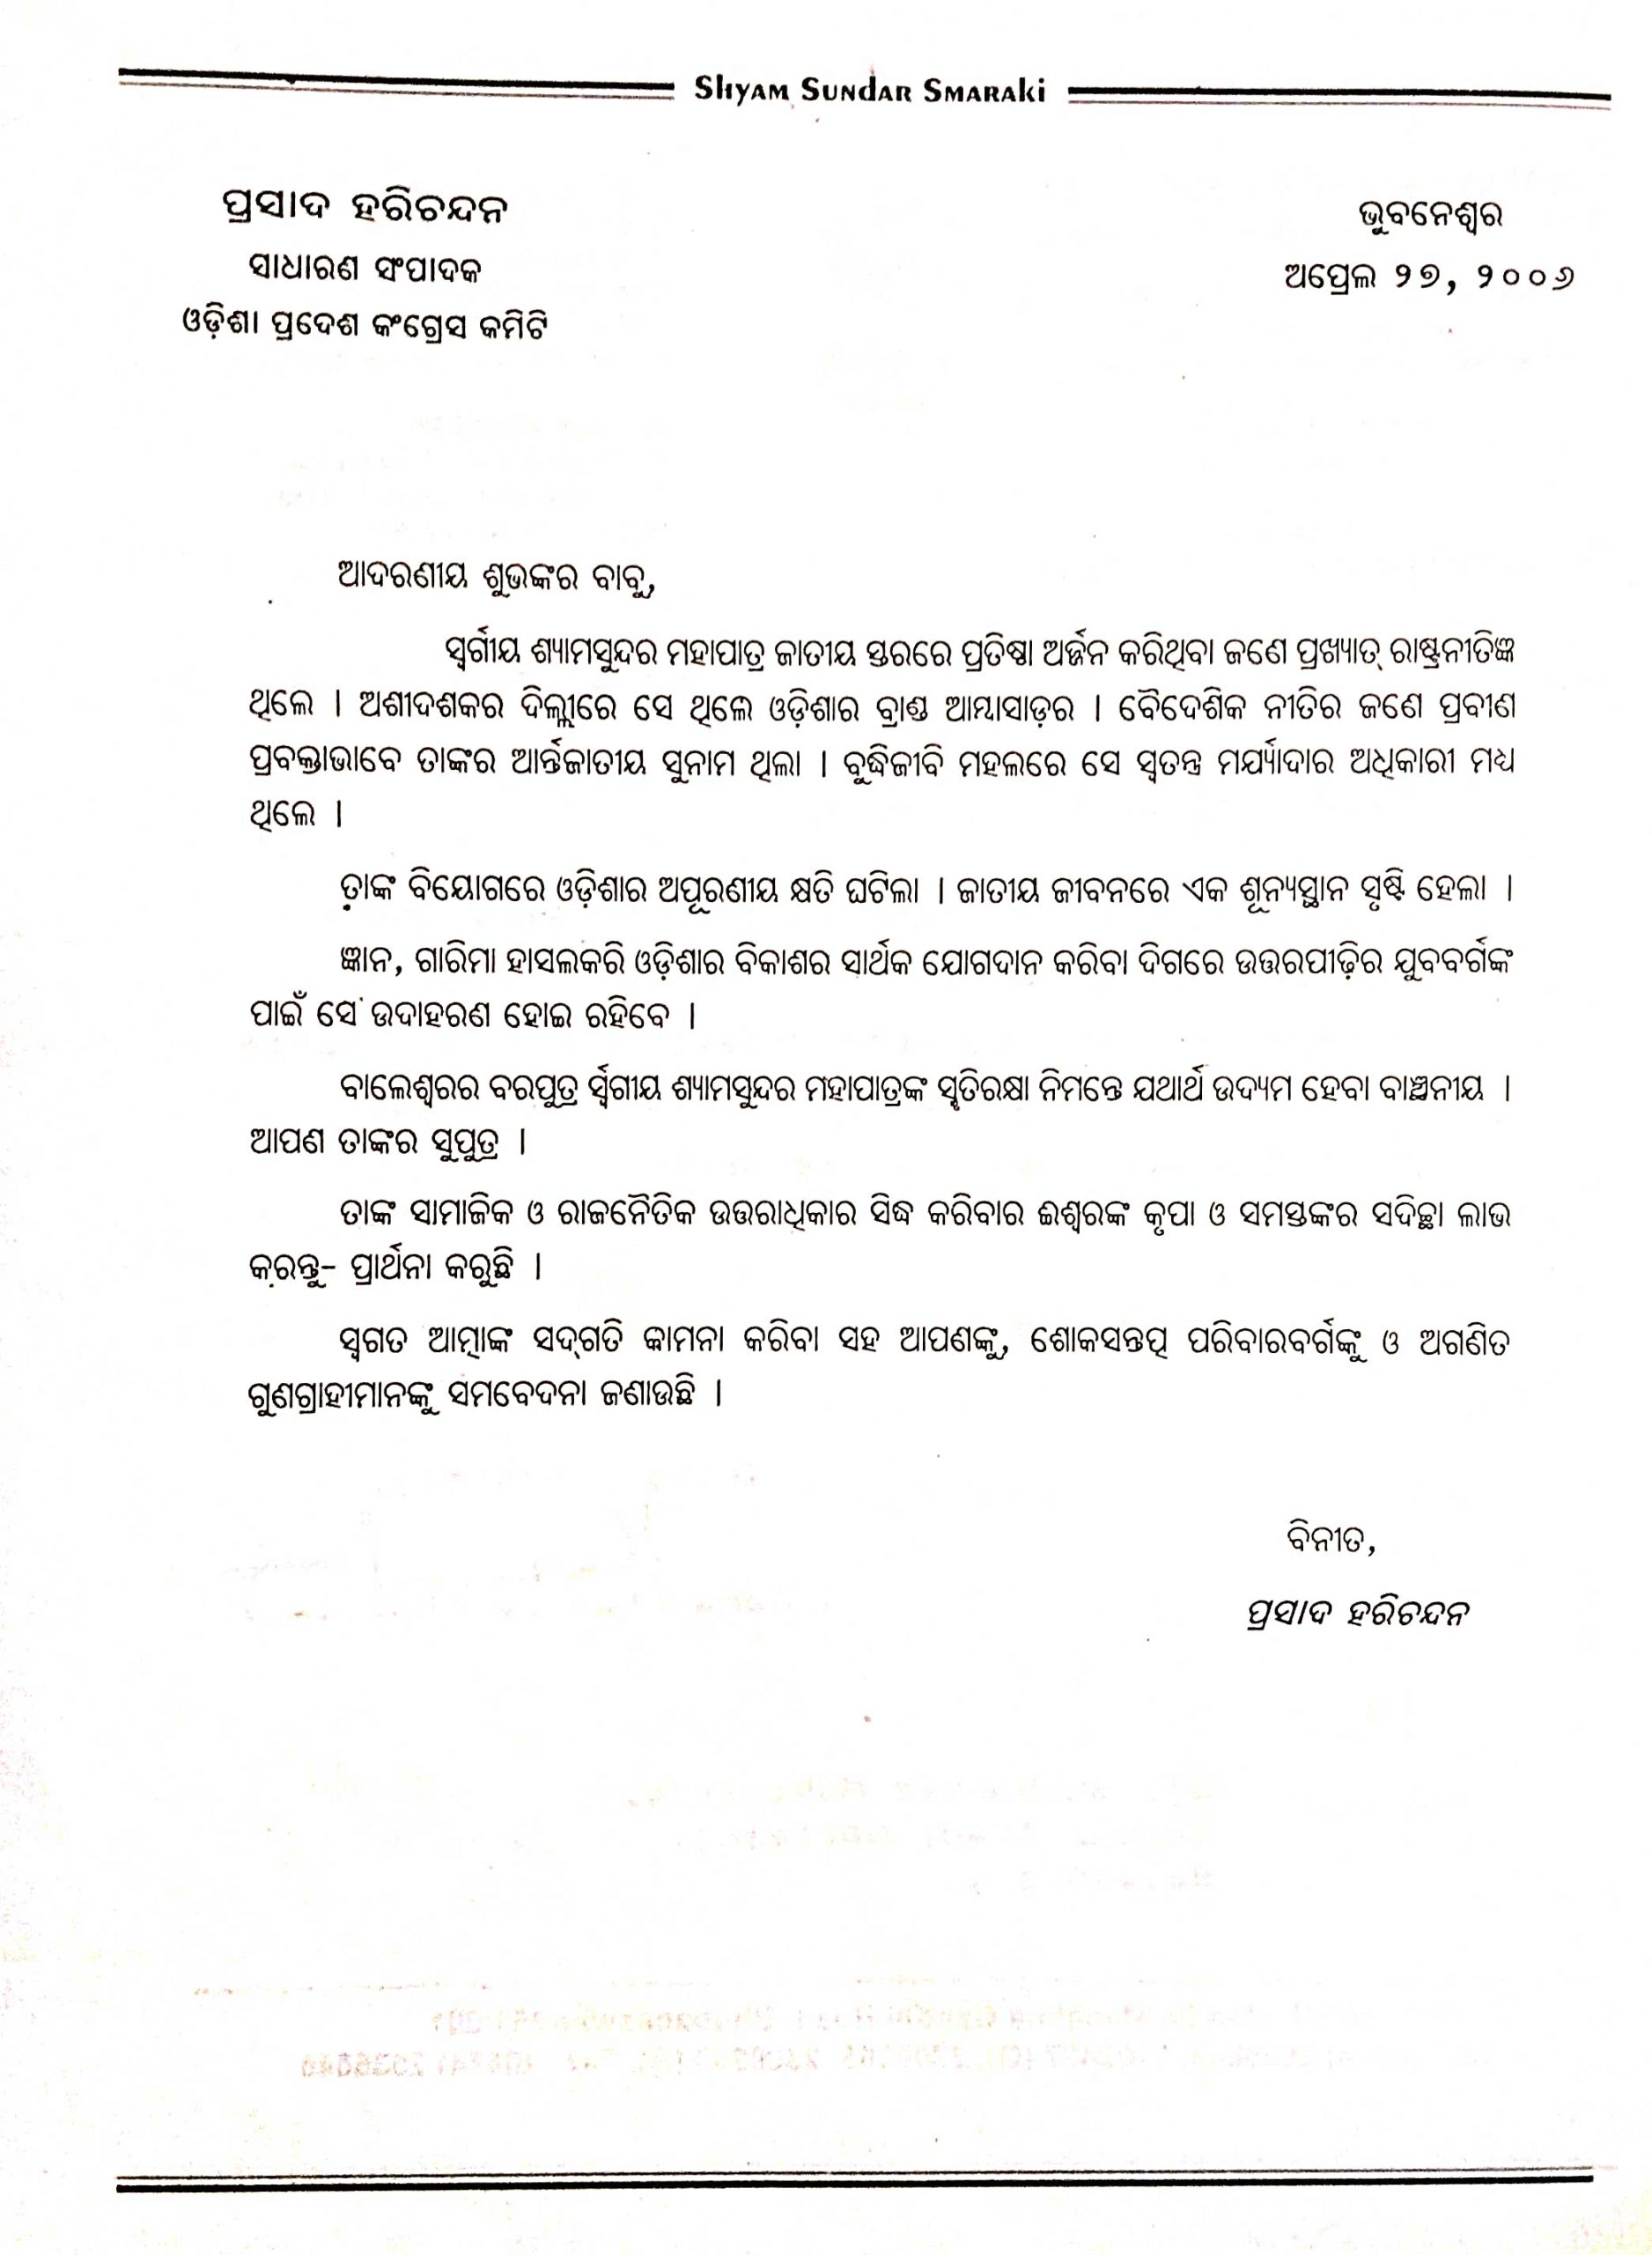 Shyam Sundar Smaraki
ପ୍ରସାଦ ହରିଚନ୍ଦନ
ସାଧାରଣ ସଂପାଦକ
ଓଡ଼ିଶା ପ୍ରଦେଶ କଂଗ୍ରେସ କମିଟି
ଭୁବନେଶ୍ୱର
ଅପ୍ରେଲ ୨୭, ୨୦୦୬
ଆଦରଣୀୟ ଶୁଭଙ୍କର ବାବୁ,
ସ୍ୱର୍ଗୀୟ ଶ୍ୟାମସୁନ୍ଦର ମହାପାତ୍ର ଜାତୀୟ ସ୍ତରରେ ପ୍ରତିଷ୍ଠା ଅର୍ଜ୍ଜନ କରିଥିବା ଜଣେ ପ୍ରଖ୍ୟାତ୍ ରାଷ୍ଟ୍ରନୀତିଜ୍ଞ
ଥିଲେ । ଅଶୀଦଶକର ଦିଲ୍ଲୀରେ ସେ ଥିଲେ ଓଡ଼ିଶାର ବ୍ରାଣ୍ଡ ଆମ୍ବାସାଡ଼ର । ବୈଦେଶିକ ନୀତିର ଜଣେ ପ୍ରବୀଣ
ପ୍ରବକ୍ତାଭାବେ ତାଙ୍କର ଆର୍ନ୍ତଜାତୀୟ ସୁନାମ ଥିଲା । ବୁଦ୍ଧିଜୀବି ମହଲରେ ସେ ସ୍ୱତନ୍ତ୍ର ମର୍ଯ୍ୟାଦାର ଅଧିକାରୀ ମଧ୍ୟ
ଥିଲେ ।
ତାଙ୍କ ବିୟୋଗରେ ଓଡ଼ିଶାର ଅପୂରଣୀୟ କ୍ଷତି ଘଟିଲା । ଜାତୀୟ ଜୀବନରେ ଏକ ଶୂନ୍ୟସ୍ଥାନ ସୃଷ୍ଟି ହେଲା ।
ଜ୍ଞାନ, ଗାରିମା ହାସଲକରି ଓଡ଼ିଶାର ବିକାଶର ସାର୍ଥକ ଯୋଗଦାନ କରିବା ଦିଗରେ ଉତ୍ତରପୀଢ଼ିର ଯୁବବର୍ଗଙ୍କ
ପାଇଁ ସେ ଉଦାହରଣ ହୋଇ ରହିବେ ।
ବାଲେଶ୍ୱରର ବରପୁତ୍ର ର୍ସ୍ୱଗୀୟ ଶ୍ୟାମସୁନ୍ଦର ମହାପାତ୍ରଙ୍କ ସ୍ମୃତିରକ୍ଷା ନିମନ୍ତେ ଯଥାର୍ଥ ଉଦ୍ୟମ ହେବା ବାଞ୍ଛନୀୟ ।
ଆପଣ ତାଙ୍କର ସୁପୁତ୍ର ।
ତାଙ୍କ ସାମାଜିକ ଓ ରାଜନୈତିକ ଉତ୍ତରାଧିକାର ସିଦ୍ଧ କରିବାର ଈଶ୍ୱରଙ୍କ କୃପା ଓ ସମସ୍ତଙ୍କର ସଦିଚ୍ଛା ଲାଭ
କରନ୍ତୁ- ପ୍ରାର୍ଥନା କରୁଛି ।
ସ୍ୱଗତ ଆତ୍ମାଙ୍କ ସଦ୍‌ଗତି କାମନା କରିବା ସହ ଆପଣଙ୍କୁ, ଶୋକସନ୍ତପ୍ତ ପରିବାରବର୍ଗଙ୍କୁ ଓ ଅଗଣିତ
ଗୁଣଗ୍ରାହୀମାନଙ୍କୁ ସମବେଦନା ଜଣାଉଛି ।
ବିନୀତ,
ପ୍ରସାଦ ହରିଚନ୍ଦନ